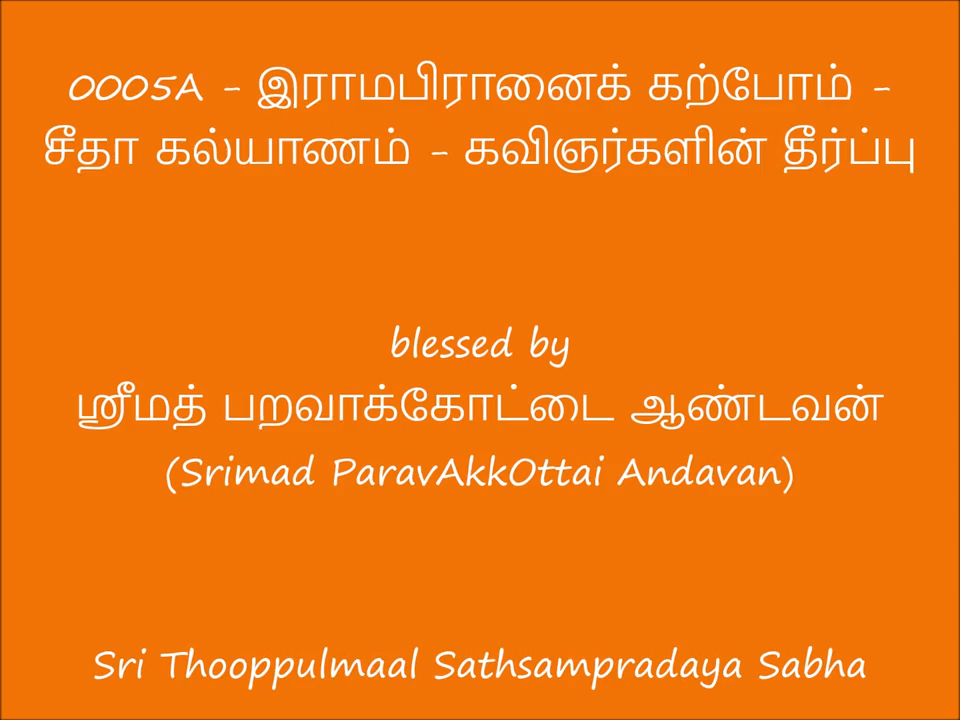 0005A - இராமபிரானைக் கற்போம் -
சீதா கல்யாணம் - கவிஞர்களின் தீர்ப்பு
blessed by
ஸ்ரீமத் பறவாக்கோட்டை ஆண்டவன்
(Srimad ParavAkkOttai Andavan)
Sri Thooppulmaal Sathsampradaya Sabha